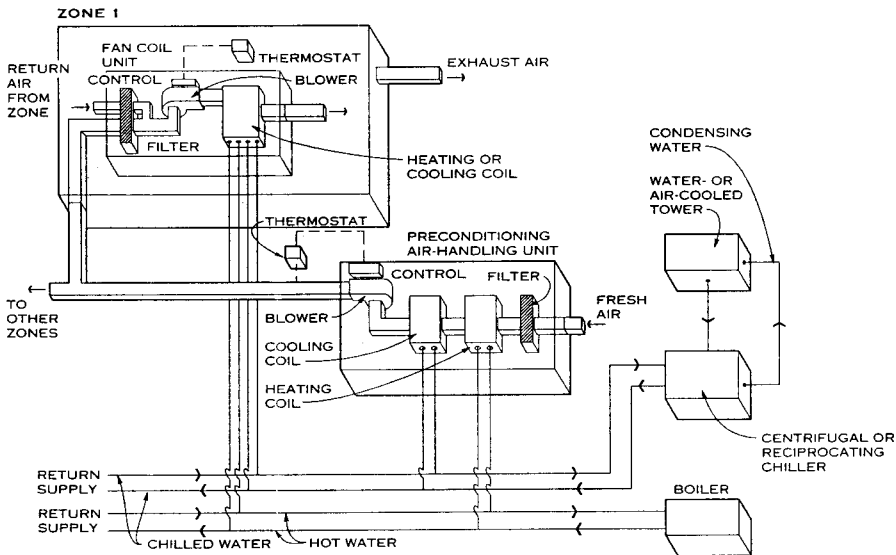 ZONE 1
FAN COIL
UNIT
CONTROL
THERMOSTAT
BLOWER
RETURN
AIR
FROM
ZONE
EXHAUST AIR
FILTER
HEATING OR
COOLING COIL
CONDENSING
WATER
WATER- OR
AIR-COOLED
TOWER
THERMOSTAT
PRECONDITIONING
AIR-HANDLING UNIT
CONTROL
FILTER
TO
OTHER
ZONES
BLOWER
FRESH
AIR
COOLING
COIL
HEATING
COIL
CENTRIFUGAL OR
RECIPROCATING
CHILLER
RETURN
SUPPLY
BOILER
RETURN
SUPPLY
CHILLED WATER
HOT WATER